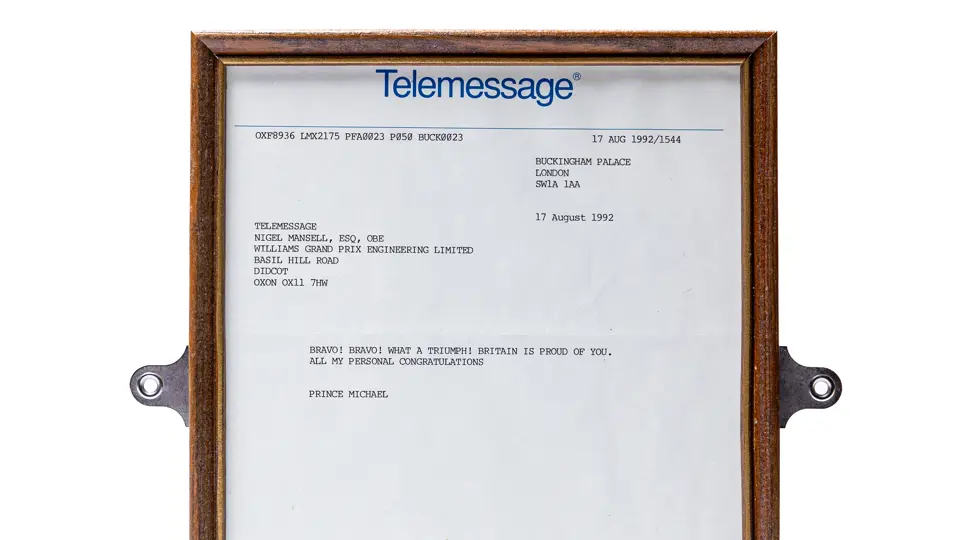 Telemessage®
OXF8936 LMX2175 PFA0023 P050 BUCK0023
17 AUG 1992/1544
BUCKINGHAM PALACE
LONDON
SW1A 1AA
17 August 1992
TELEMESSAGE
NIGEL MANSELL, ESQ, OBE
WILLIAMS GRAND PRIX ENGINEERING LIMITED
BASIL HILL ROAD
DIDCOT
OXON OX11 7HW
BRAVO! BRAVO! WHAT A TRIUMPH! BRITAIN IS PROUD OF YOU.
ALL MY PERSONAL CONGRATULATIONS
PRINCE MICHAEL